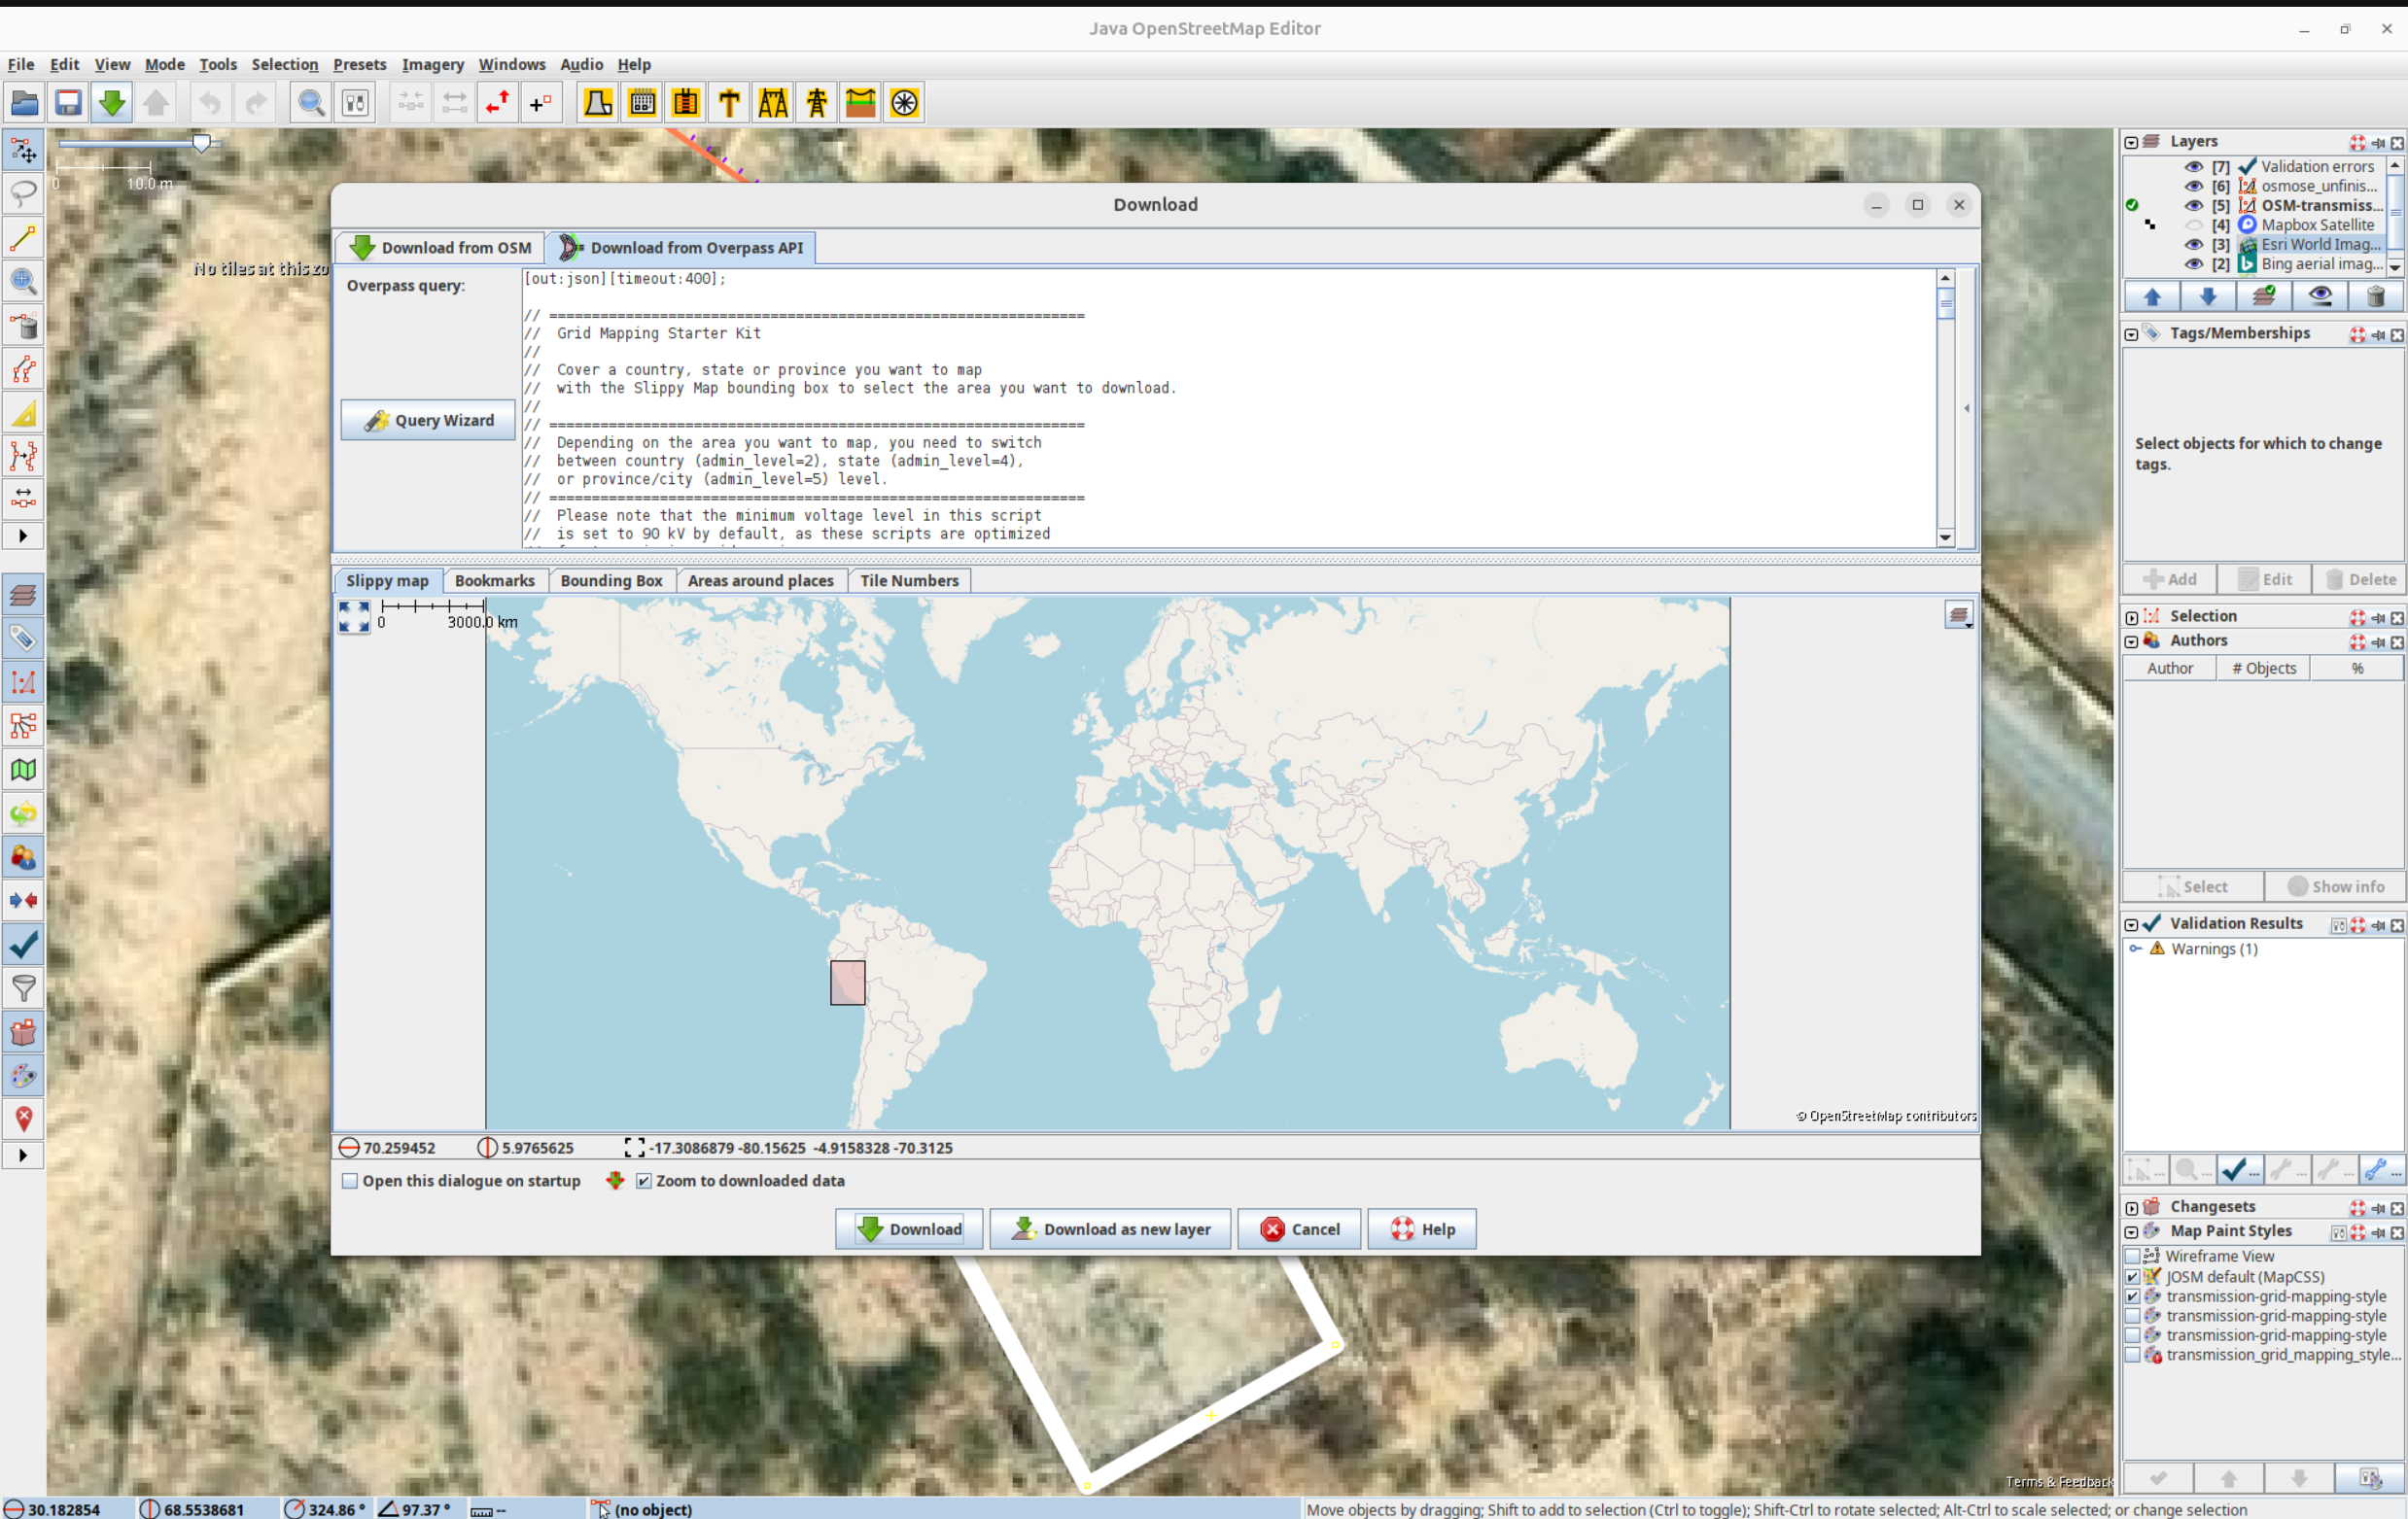 Java OpenStreetMap Editor
File Edit View Mode Tools Selection Presets Imagery Windows Audio Help
0 10.0 m
No tiles at this zo
Download
Download from OSM
Download from Overpass API
Overpass query:
Query Wizard
[out:json][timeout:400];
// ================================================================
// Grid Mapping Starter Kit
//
// Cover a country, state or province you want to map
// with the Slippy Map bounding box to select the area you want to download.
//
// ================================================================
// Depending on the area you want to map, you need to switch
// between country (admin_level=2), state (admin_level=4),
// or province/city (admin_level=5) level.
// ================================================================
// Please note that the minimum voltage level in this script
// is set to 90 kV by default, as these scripts are optimized
Slippy map Bookmarks Bounding Box Areas around places Tile Numbers
0 3000.0 km
© OpenStreetMap contributors
70.259452 5.9765625 -17.3086879 -80.15625 -4.9158328 -70.3125
Open this dialogue on startup Zoom to downloaded data
Download Download as new layer Cancel Help
Terms & Feedback
Layers
[7] Validation errors
[6] osmose_unfinis...
[5] OSM-transmiss...
[4] Mapbox Satellite
[3] Esri World Imag...
[2] Bing aerial imag...
Tags/Memberships
Select objects for which to change
tags.
Add Edit Delete
Selection
Authors
Author # Objects %
Select Show info
Validation Results
Warnings (1)
Changesets
Map Paint Styles
Wireframe View
JOSM default (MapCSS)
transmission-grid-mapping-style
transmission-grid-mapping-style
transmission-grid-mapping-style
transmission_grid_mapping_style...
30.182854 68.5538681 324.86 ° 97.37 ° -- (no object)
Move objects by dragging; Shift to add to selection (Ctrl to toggle); Shift-Ctrl to rotate selected; Alt-Ctrl to scale selected; or change selection